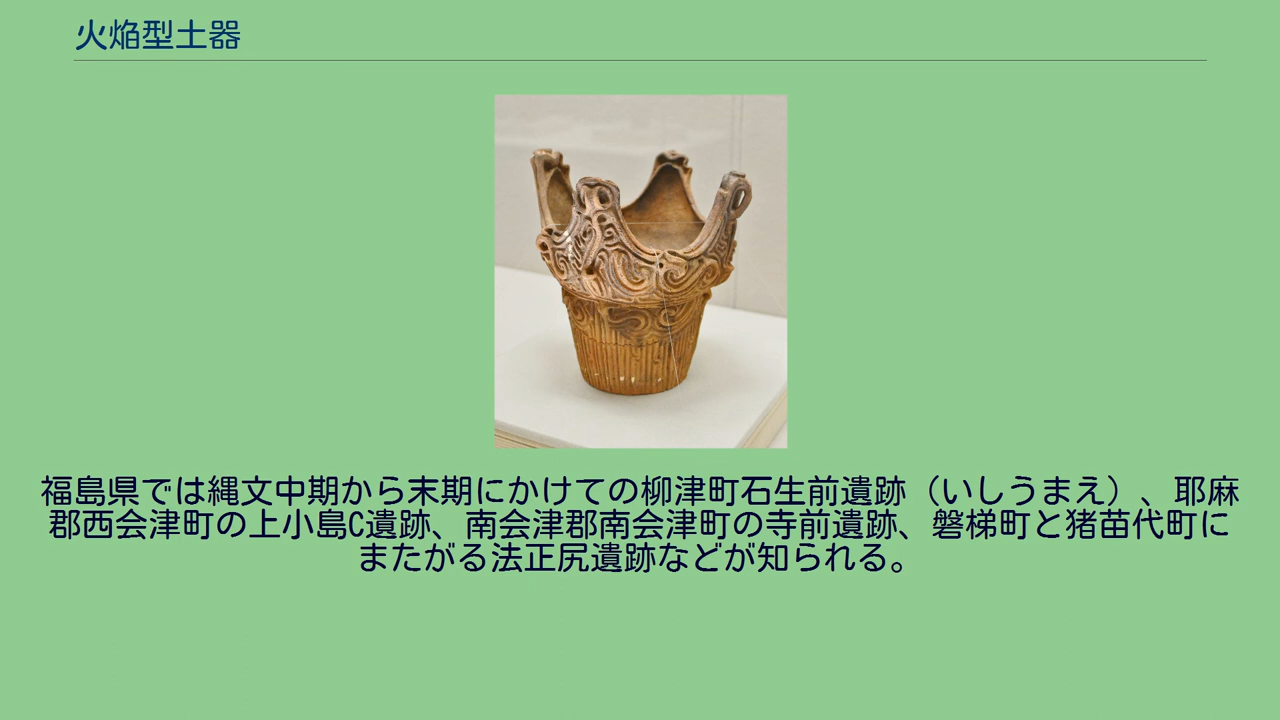 火焔型土器
福島県では縄文中期から末期にかけての柳津町石生前遺跡（いしうまえ）、耶麻
郡西会津町の上小島C遺跡、南会津郡南会津町の寺前遺跡、磐梯町と猪苗代町に
またがる法正尻遺跡などが知られる。